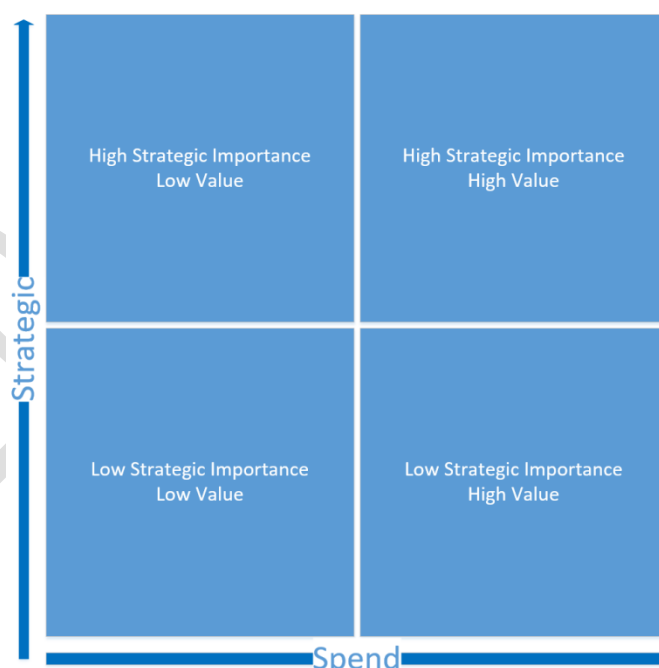 High Strategic Importance
Low Value
High Strategic Importance
High Value
Strategic
Low Strategic Importance
Low Value
Low Strategic Importance
High Value
Spend